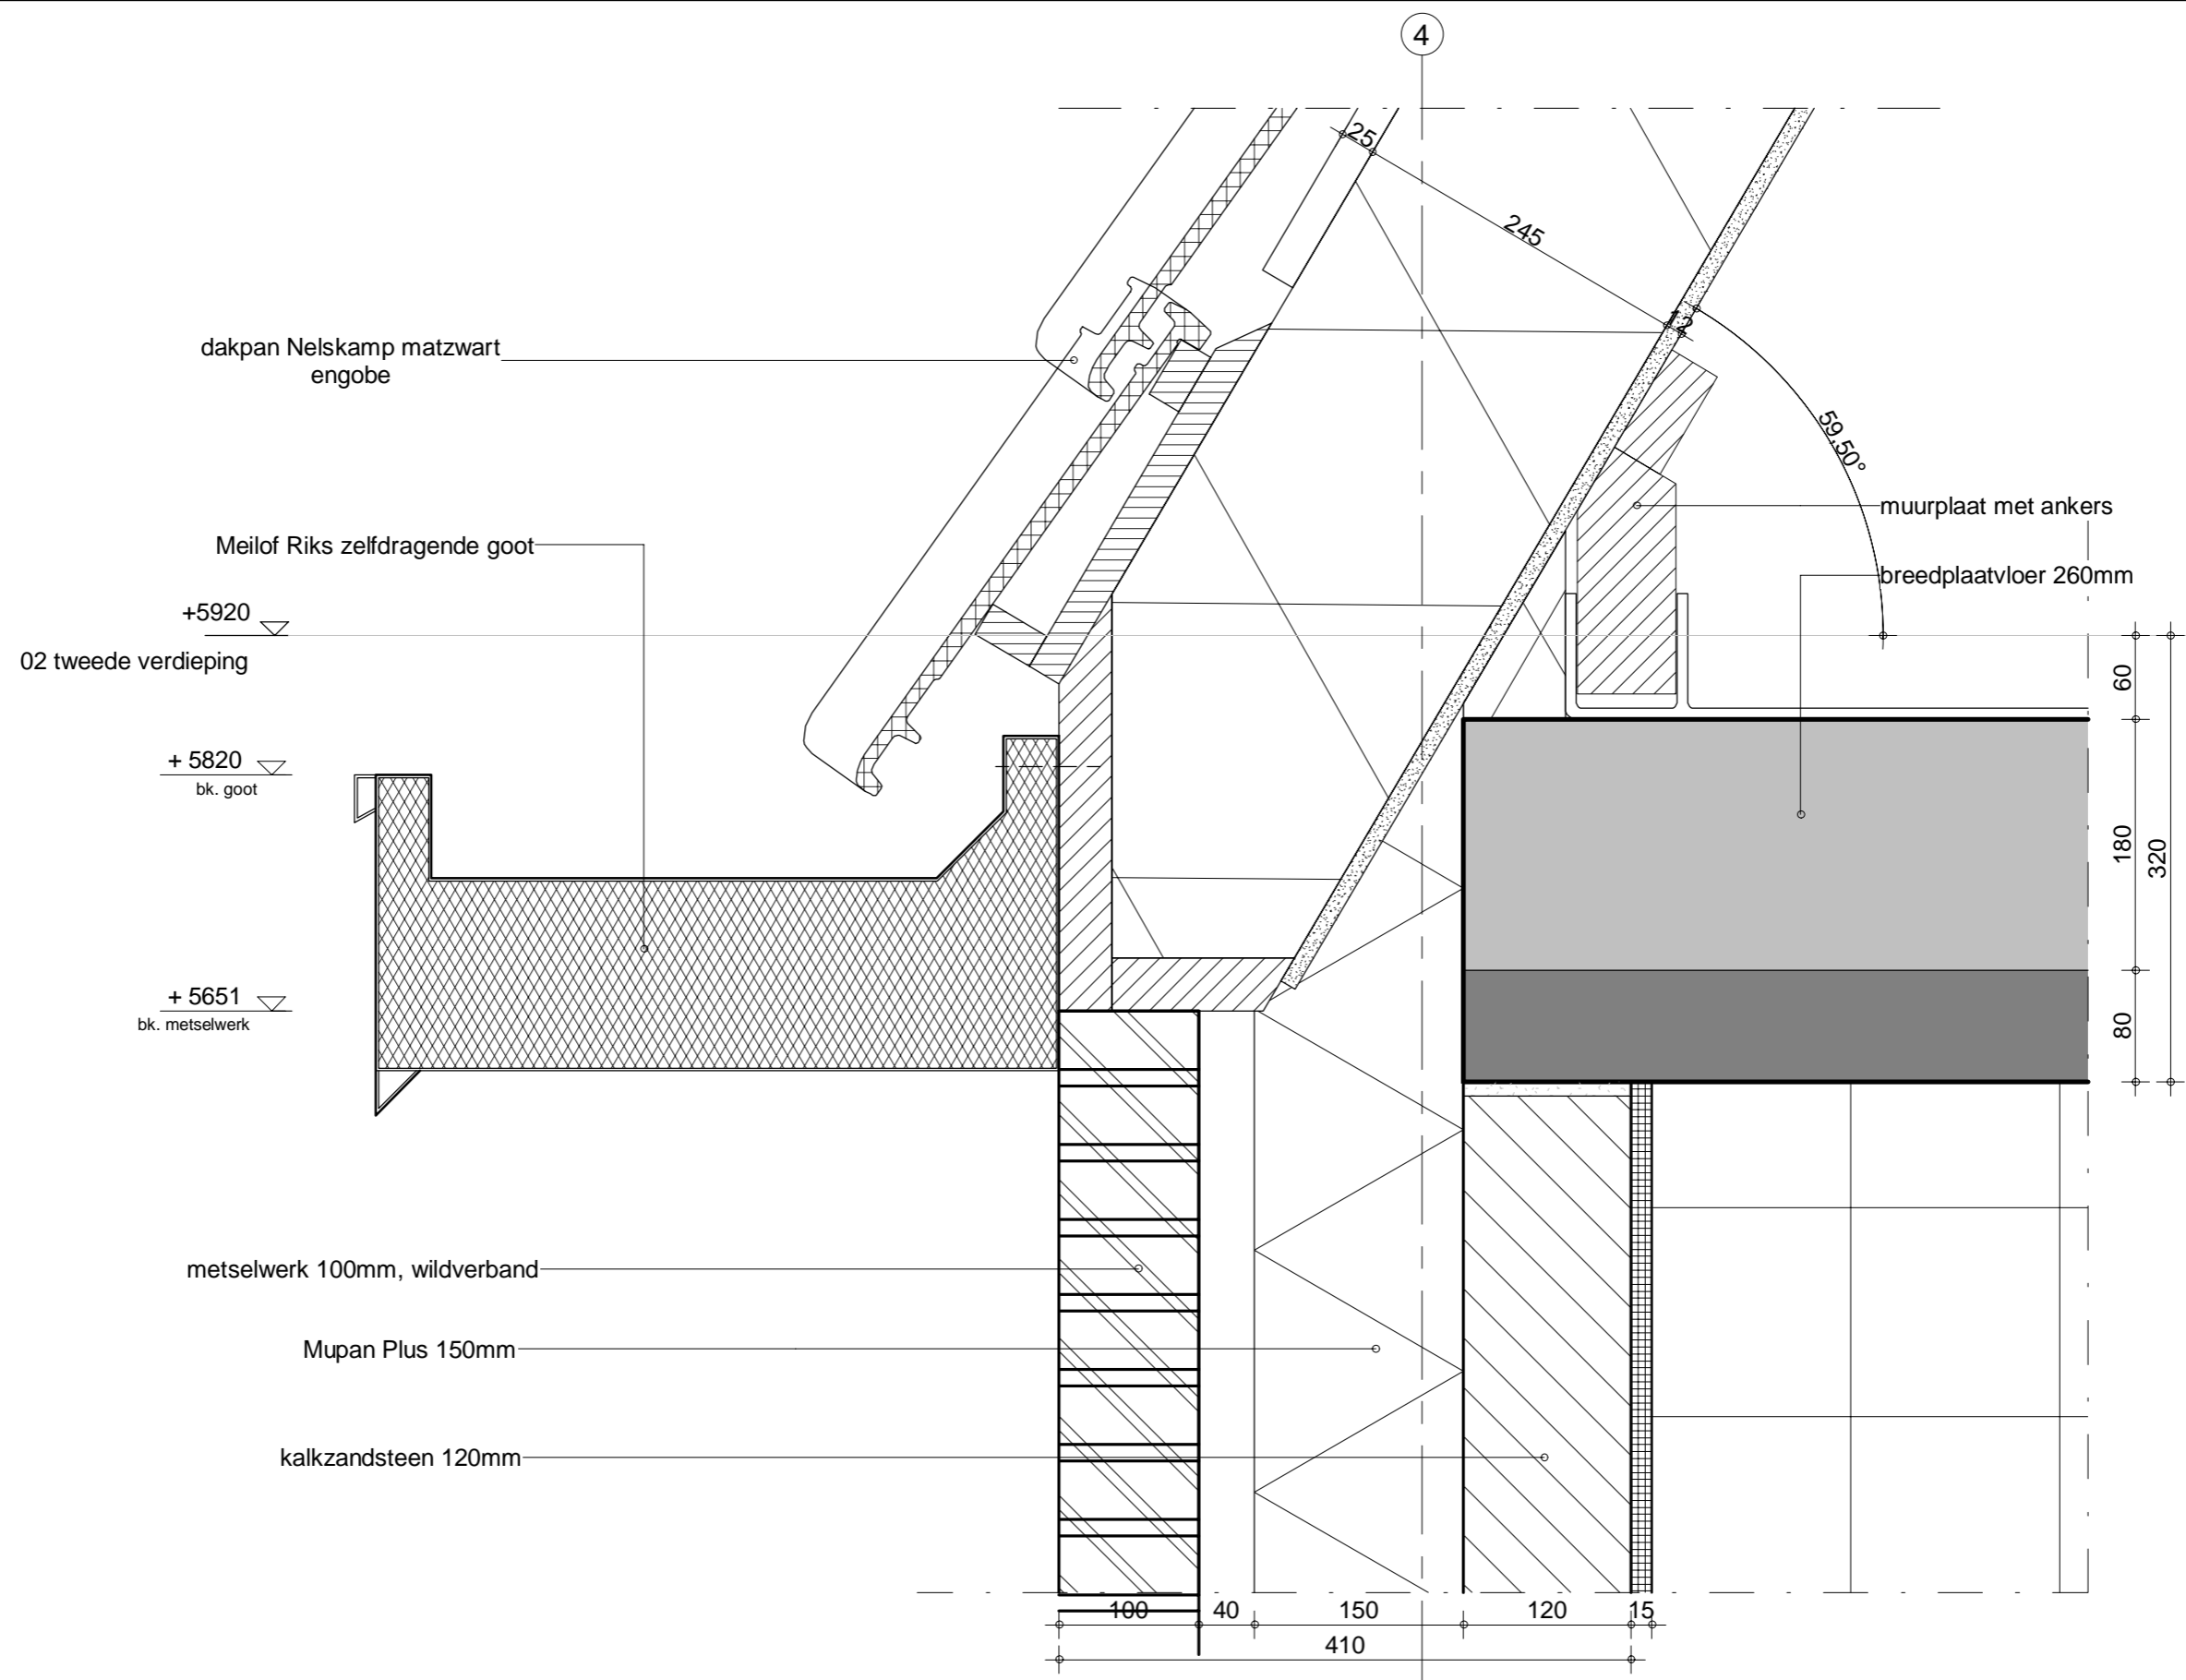 4
25
245
12
dakpan Nelskamp matzwart
engobe
59,50°
muurplaat met ankers
Meilof Riks zelfdragende goot
breedplaatvloer 260mm
+5920
02 tweede verdieping
60
+ 5820
bk. goot
180
320
+ 5651
bk. metselwerk
80
metselwerk 100mm, wildverband
Mupan Plus 150mm
kalkzandsteen 120mm
100 40 150 120 15
410